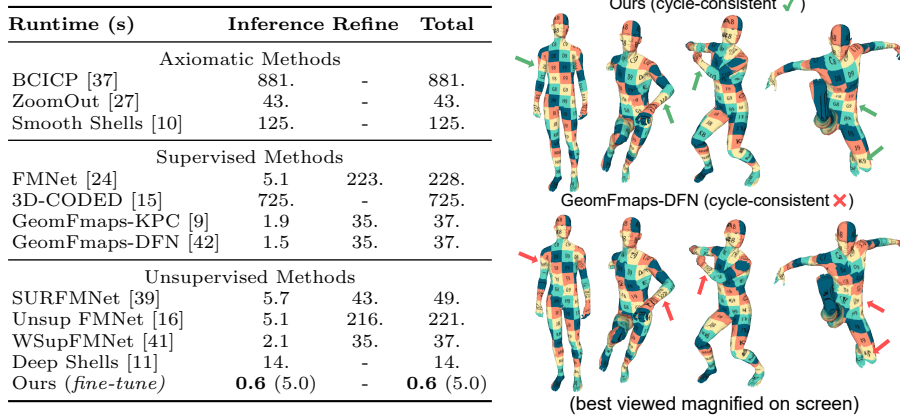 Runtime (s) Inference Refine Total
Axiomatic Methods
BCICP [37] 881. - 881.
ZoomOut [27] 43. - 43.
Smooth Shells [10] 125. - 125.
Supervised Methods
FMNet [24] 5.1 223. 228.
3D-CODED [15] 725. - 725.
GeomFmaps-KPC [9] 1.9 35. 37.
GeomFmaps-DFN [42] 1.5 35. 37.
Unsupervised Methods
SURFMNet [39] 5.7 43. 49.
Unsup FMNet [16] 5.1 216. 221.
WSupFMNet [41] 2.1 35. 37.
Deep Shells [11] 14. - 14.
Ours (fine-tune) 0.6 (5.0) - 0.6 (5.0)
Ours (cycle-consistent ✓)
GeomFmaps-DFN (cycle-consistent ✗)
(best viewed magnified on screen)